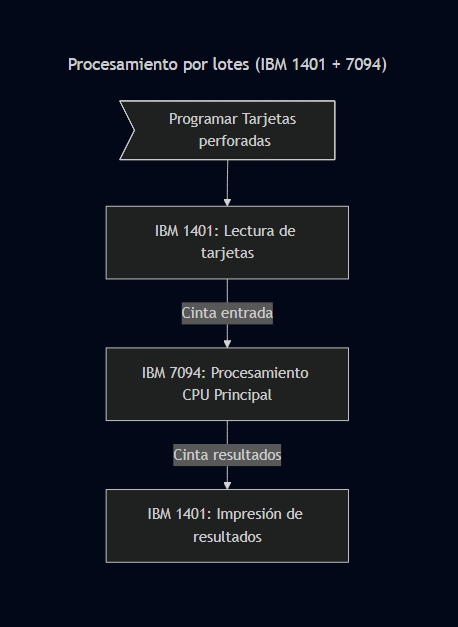 Procesamiento por lotes (IBM 1401 + 7094)
Programar Tarjetas
perforadas
IBM 1401: Lectura de
tarjetas
Cinta entrada
IBM 7094: Procesamiento
CPU Principal
Cinta resultados
IBM 1401: Impresión de
resultados